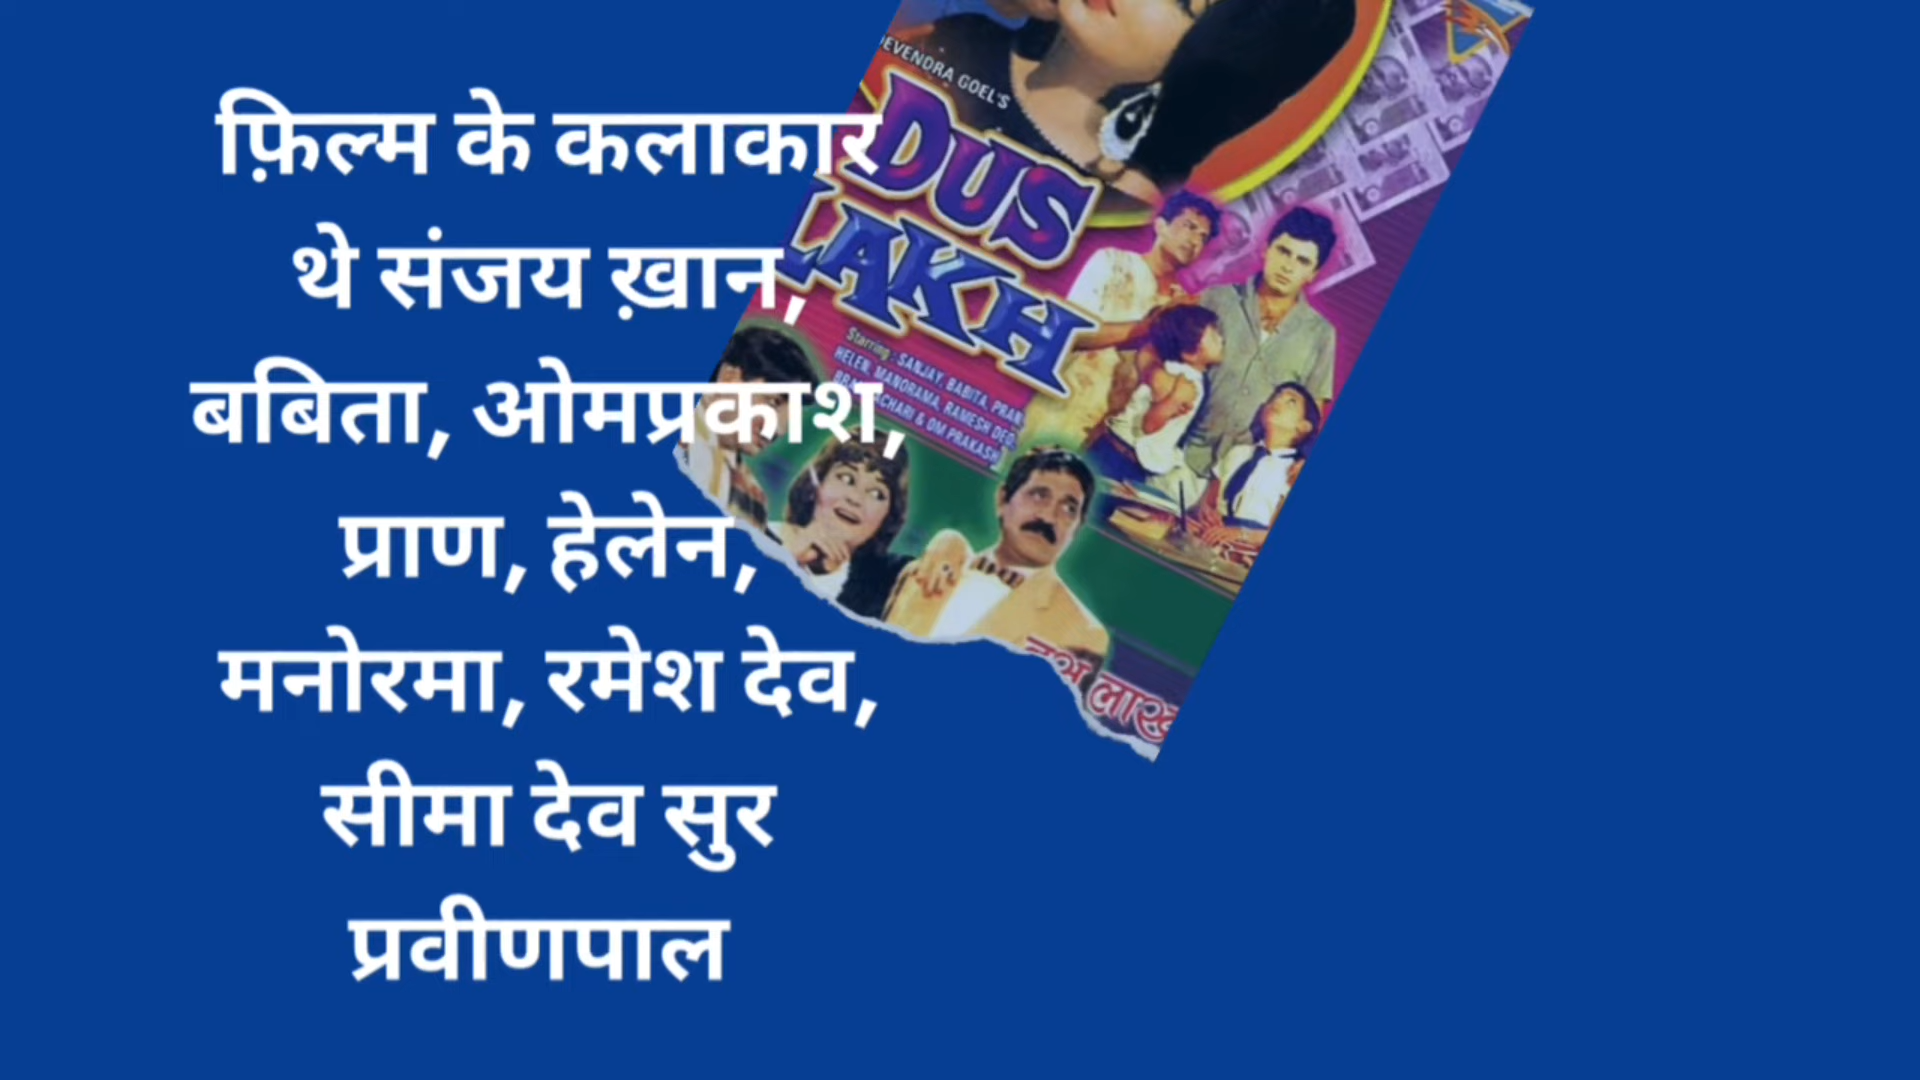 फ़िल्म के कलाकार
थे संजय ख़ान,
बबिता, ओमप्रकाश,
प्राण, हेलेन,
मनोरमा, रमेश देव,
सीमा देव सुर
प्रवीणपाल
DEVENDRA GOEL'S
DUS
LAKH
Starring : SANJAY, BABITA, PRAN
HELEN, MANORAMA, RAMESH DEO,
& OM PRAKASH
दस लाख